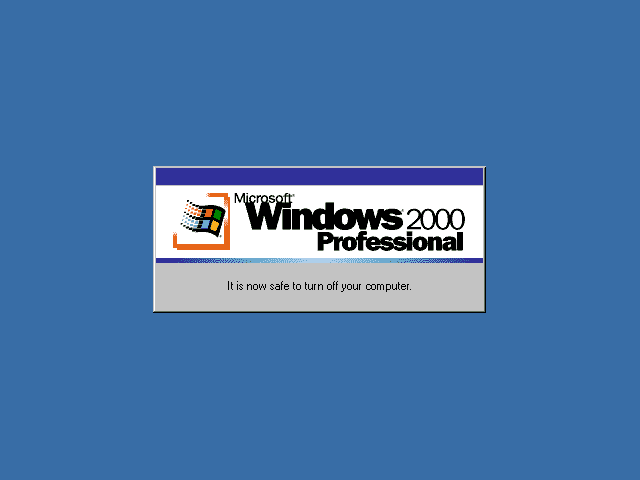 Microsoft®
Windows® 2000
Professional
It is now safe to turn off your computer.